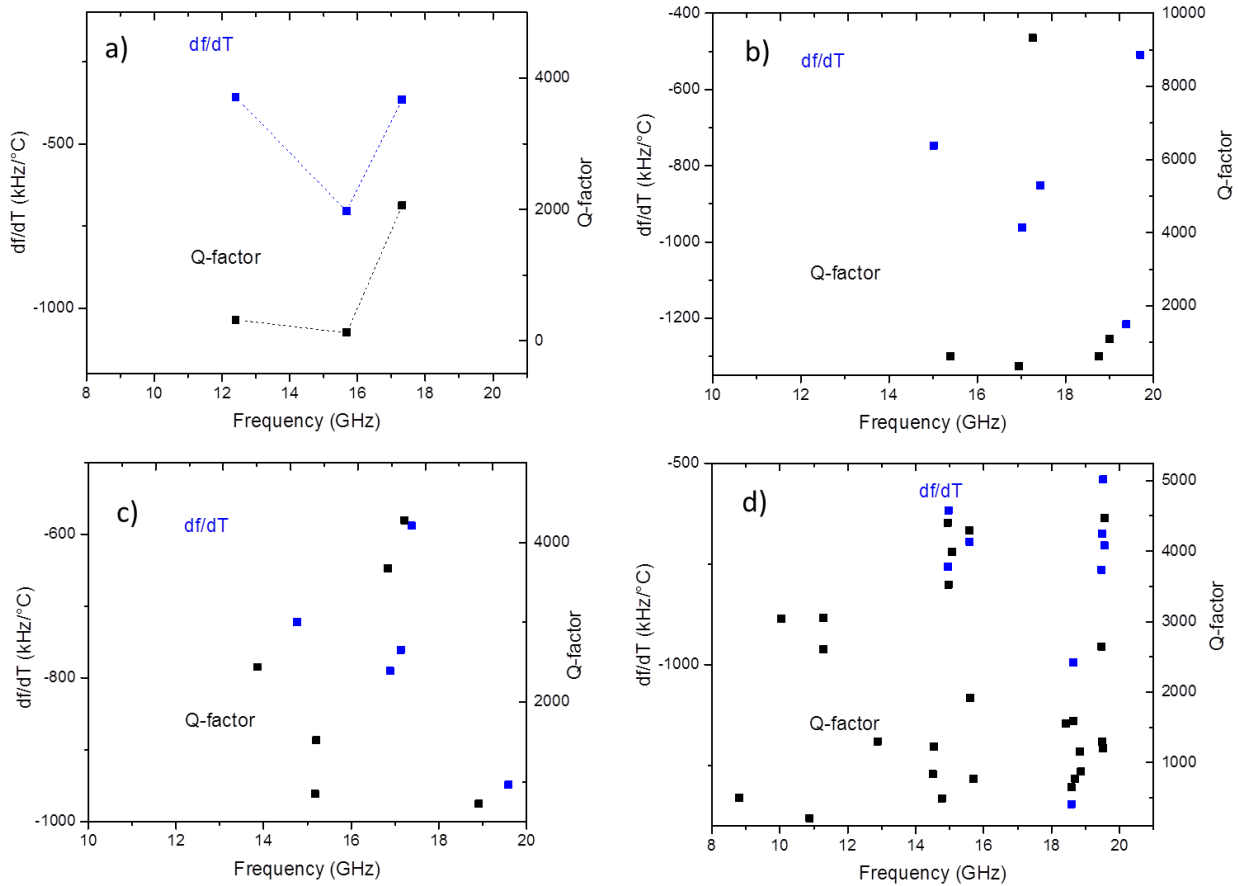 a)
df/dT
Q-factor
-500
-1000
df/dT (kHz/°C)
4000
2000
0
Q-factor
8 10 12 14 16 18 20
Frequency (GHz)
b)
df/dT
Q-factor
-400
-600
-800
-1000
-1200
df/dT (kHz/°C)
10000
8000
6000
4000
2000
Q-factor
10 12 14 16 18 20
Frequency (GHz)
c)
df/dT
Q-factor
-600
-800
-1000
df/dT (kHz/°C)
4000
2000
Q-factor
10 12 14 16 18 20
Frequency (GHz)
d)
df/dT
Q-factor
-500
-1000
df/dT (kHz/°C)
5000
4000
3000
2000
1000
Q-factor
8 10 12 14 16 18 20
Frequency (GHz)